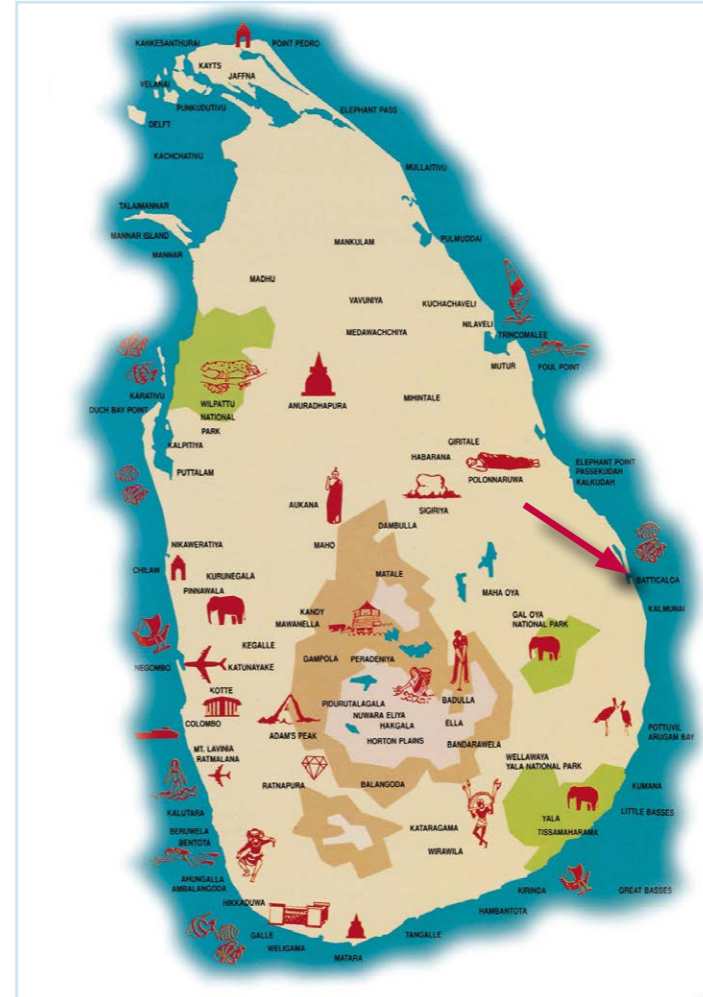 KANKESANTHURAI
POINT PEDRO
KAYTS
JAFFNA
VELANAI
PUNKUDUTIVU
DELFT
ELEPHANT PASS
KACHCHATIVU
MULLAITIVU
TALAIMANNAR
MANNAR ISLAND
MANKULAM
PULMUDDAI
MANNAR
MADHU
VAVUNIYA
KUCHACHAVELI
NILAVELI
MEDAWACHCHIYA
TRINCOMALEE
MUTUR
FOUL POINT
KARATIVU
DUCH BAY POINT
WILPATTU
NATIONAL
PARK
ANURADHAPURA
MIHINTALE
KALPITIYA
GIRITALE
HABARANA
ELEPHANT POINT
PASSEKUDAH
KALKUDAH
PUTTALAM
POLONNARUWA
AUKANA
SIGIRIYA
DAMBULLA
NIKAWERATIYA
MAHO
CHILAW
KURUNEGALA
MATALE
BATTICALOA
PINNAWALA
MAHA OYA
KANDY
MAWANELLA
GAL OYA
NATIONAL PARK
KALMUNAI
KEGALLE
GAMPOLA
PERADENIYA
NEGOMBO
KATUNAYAKE
KOTTE
PIDURUTALAGALA
BADULLA
COLOMBO
NUWARA ELIYA
HAKGALA
ELLA
ADAM'S PEAK
HORTON PLAINS
BANDARAWELA
POTTUVIL
ARUGAM BAY
MT. LAVINIA
RATMALANA
WELLAWAYA
YALA NATIONAL PARK
RATNAPURA
BALANGODA
KUMANA
KALUTARA
LITTLE BASSES
BERUWELA
BENTOTA
KATARAGAMA
YALA
TISSAMAHARAMA
WIRAWILA
AHUNGALLA
AMBALANGODA
KIRINDA
GREAT BASSES
HIKKADUWA
HAMBANTOTA
GALLE
WELIGAMA
TANGALLE
MATARA